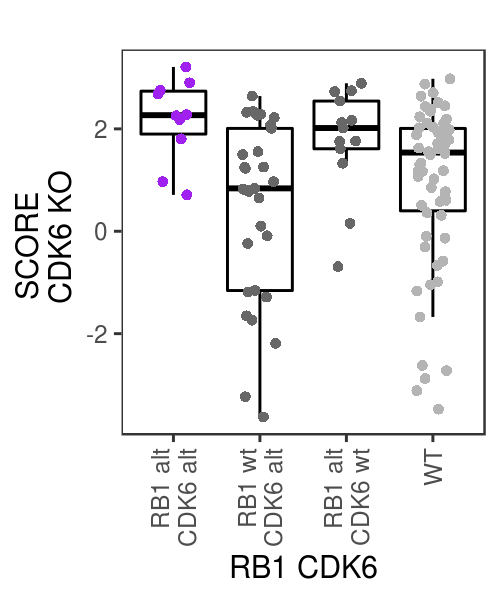 SCORE
CDK6 KO
2
0
-2
RB1 alt
CDK6 alt
RB1 wt
CDK6 alt
RB1 alt
CDK6 wt
WT
RB1 CDK6